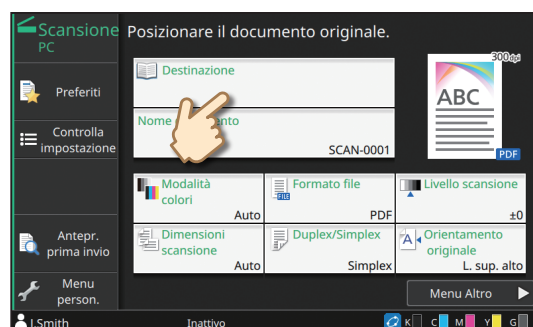 Scansione
PC
Posizionare il documento originale.
300dpi
Preferiti
Destinazione
ABC
Controlla
impostazione
Nome
SCAN-0001
PDF
Modalità
colori
Auto
Formato file
FILE
PDF
Livello scansione
±0
Antepr.
prima invio
Dimensioni
scansione
Auto
Duplex/Simplex
Simplex
A
Orientamento
originale
L. sup. alto
Menu
person.
Menu Altro
J.Smith
Inattivo
K C M Y G